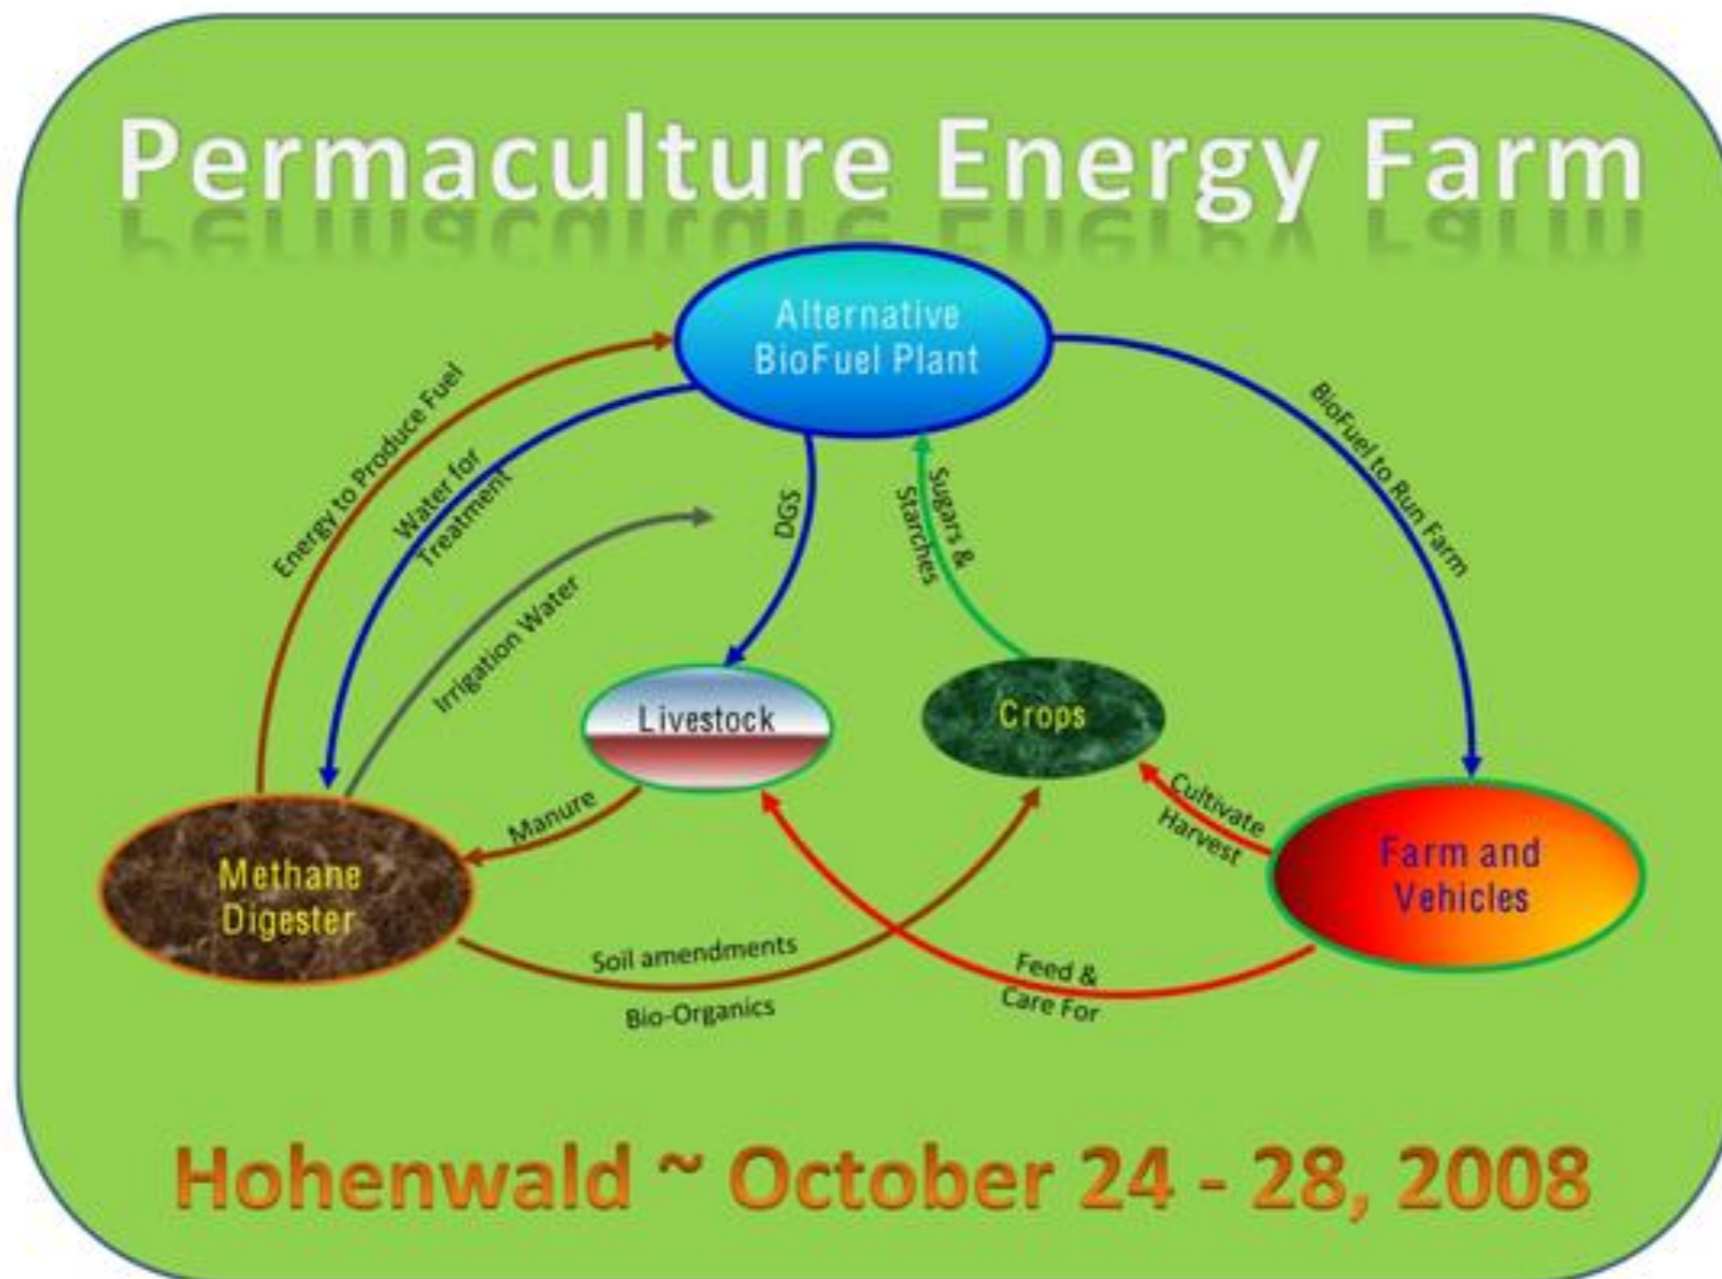 Permaculture Energy Farm
Alternative
BioFuel Plant
Energy to Produce Fuel
Water for
Treatment
Irrigation Water
DGS
Sugars &
Starches
BioFuel to Run Farm
Livestock
Crops
Manure
Cultivate
Harvest
Methane
Digester
Farm and
Vehicles
Soil amendments
Bio-Organics
Feed &
Care For
Hohenwald ~ October 24 - 28, 2008